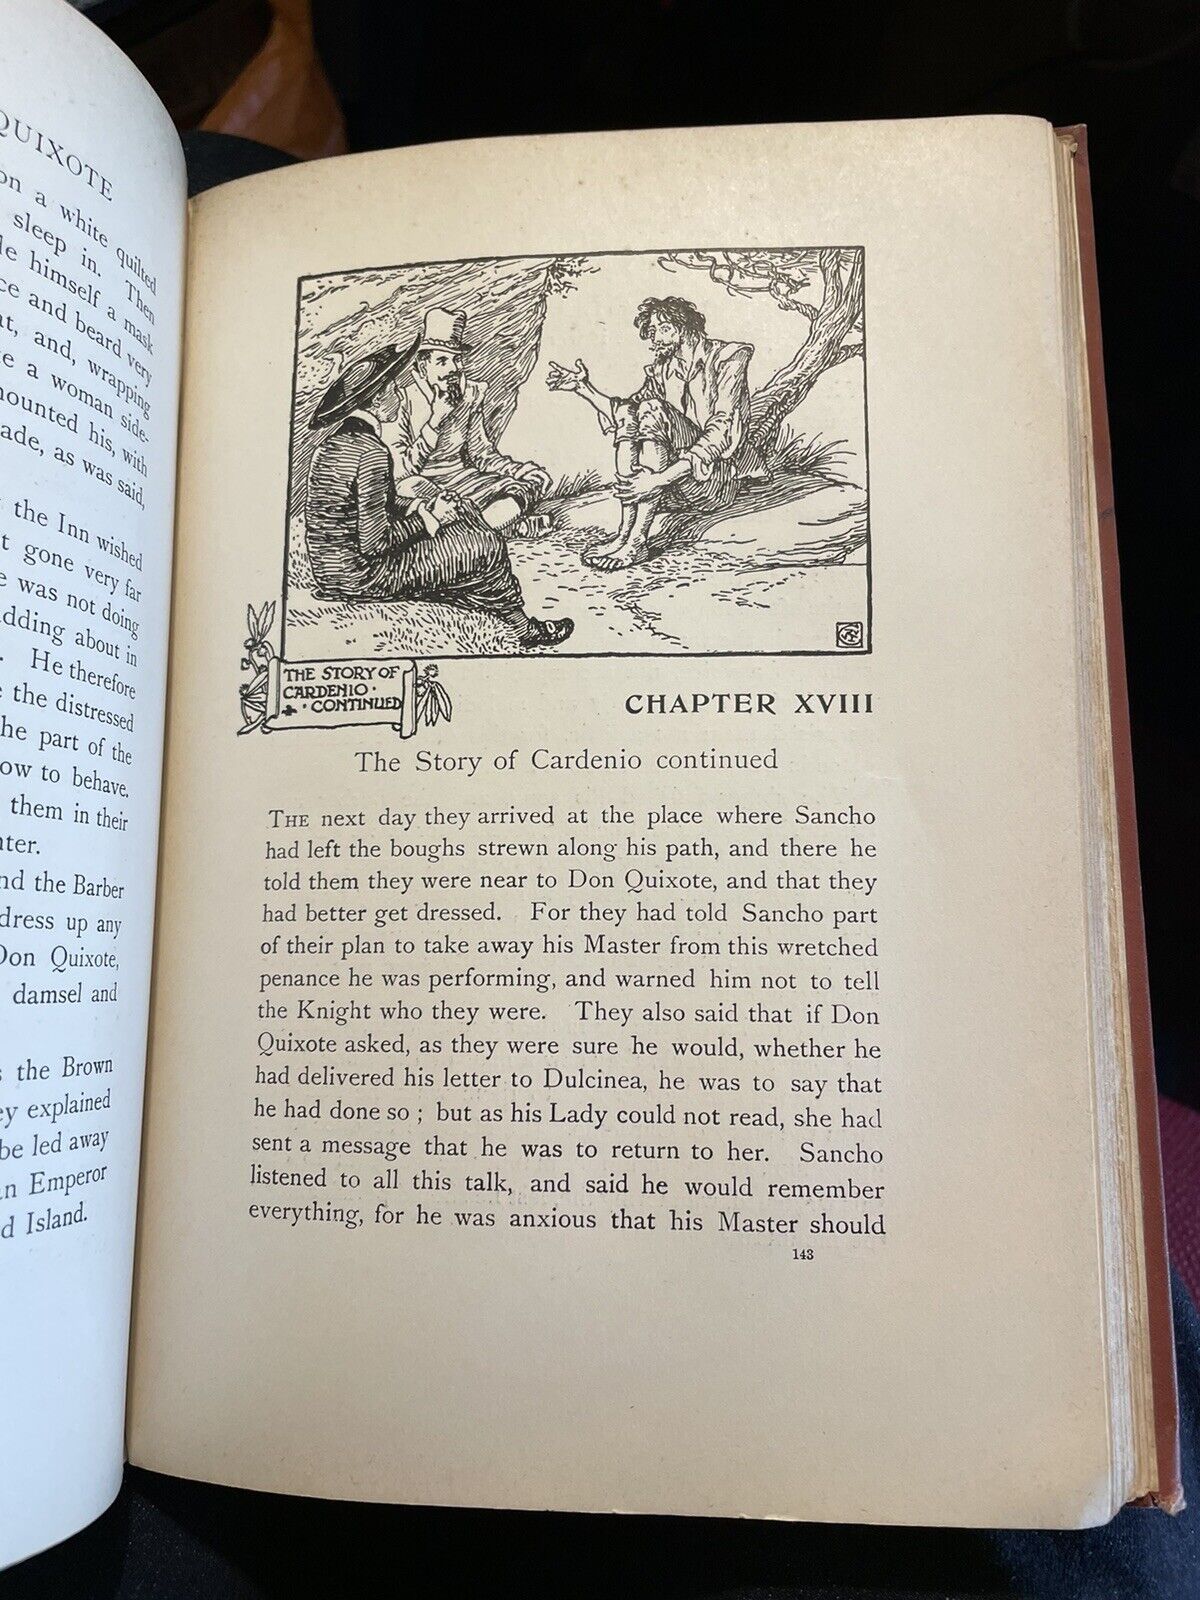 QUIXOTE
on a white quilted
sleep in. Then
himself a mask
and beard very
and, wrapping
a woman side-
mounted his, with
as was said,
the Inn wished
gone very far
was not doing
about in
He therefore
the distressed
the part of the
to behave.
them in their
and the Barber
dress up any
Don Quixote,
damsel and
the Brown
explained
be led away
Emperor
Island.
THE STORY OF
CARDENIO
CONTINUED
CHAPTER XVIII
The Story of Cardenio continued
THE next day they arrived at the place where Sancho
had left the boughs strewn along his path, and there he
told them they were near to Don Quixote, and that they
had better get dressed. For they had told Sancho part
of their plan to take away his Master from this wretched
penance he was performing, and warned him not to tell
the Knight who they were. They also said that if Don
Quixote asked, as they were sure he would, whether he
had delivered his letter to Dulcinea, he was to say that
he had done so ; but as his Lady could not read, she had
sent a message that he was to return to her. Sancho
listened to all this talk, and said he would remember
everything, for he was anxious that his Master should
143